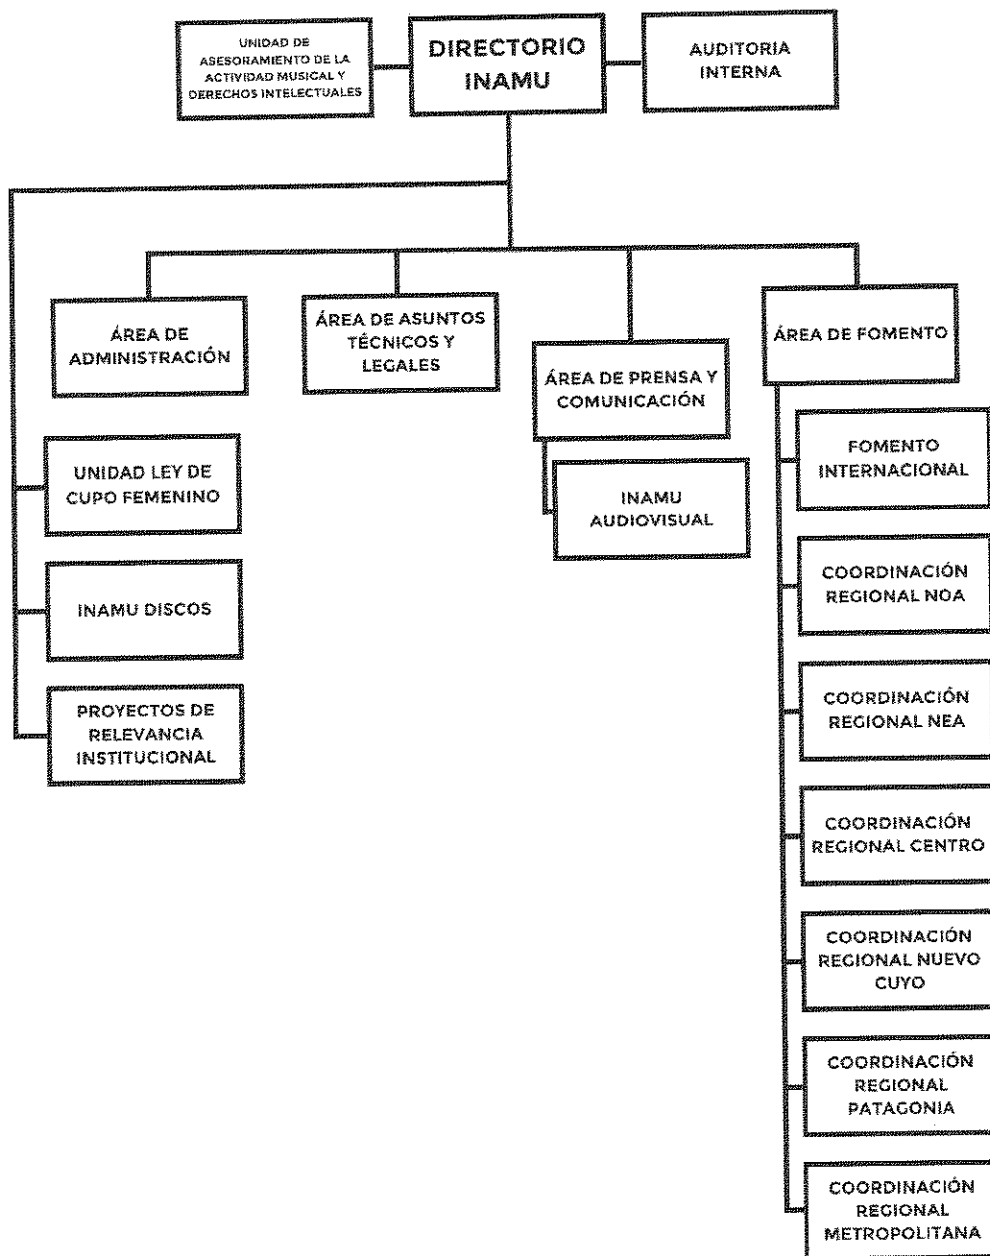 UNIDAD DE
ASESORAMIENTO DE LA
ACTIVIDAD MUSICAL Y
DERECHOS INTELECTUALES
DIRECTORIO
INAMU
AUDITORIA
INTERNA
ÁREA DE
ADMINISTRACIÓN
ÁREA DE ASUNTOS
TÉCNICOS Y
LEGALES
ÁREA DE PRENSA Y
COMUNICACIÓN
ÁREA DE FOMENTO
UNIDAD LEY DE
CUPO FEMENINO
INAMU DISCOS
PROYECTOS DE
RELEVANCIA
INSTITUCIONAL
INAMU
AUDIOVISUAL
FOMENTO
INTERNACIONAL
COORDINACIÓN
REGIONAL NOA
COORDINACIÓN
REGIONAL NEA
COORDINACIÓN
REGIONAL CENTRO
COORDINACIÓN
REGIONAL NUEVO
CUYO
COORDINACIÓN
REGIONAL
PATAGONIA
COORDINACIÓN
REGIONAL
METROPOLITANA